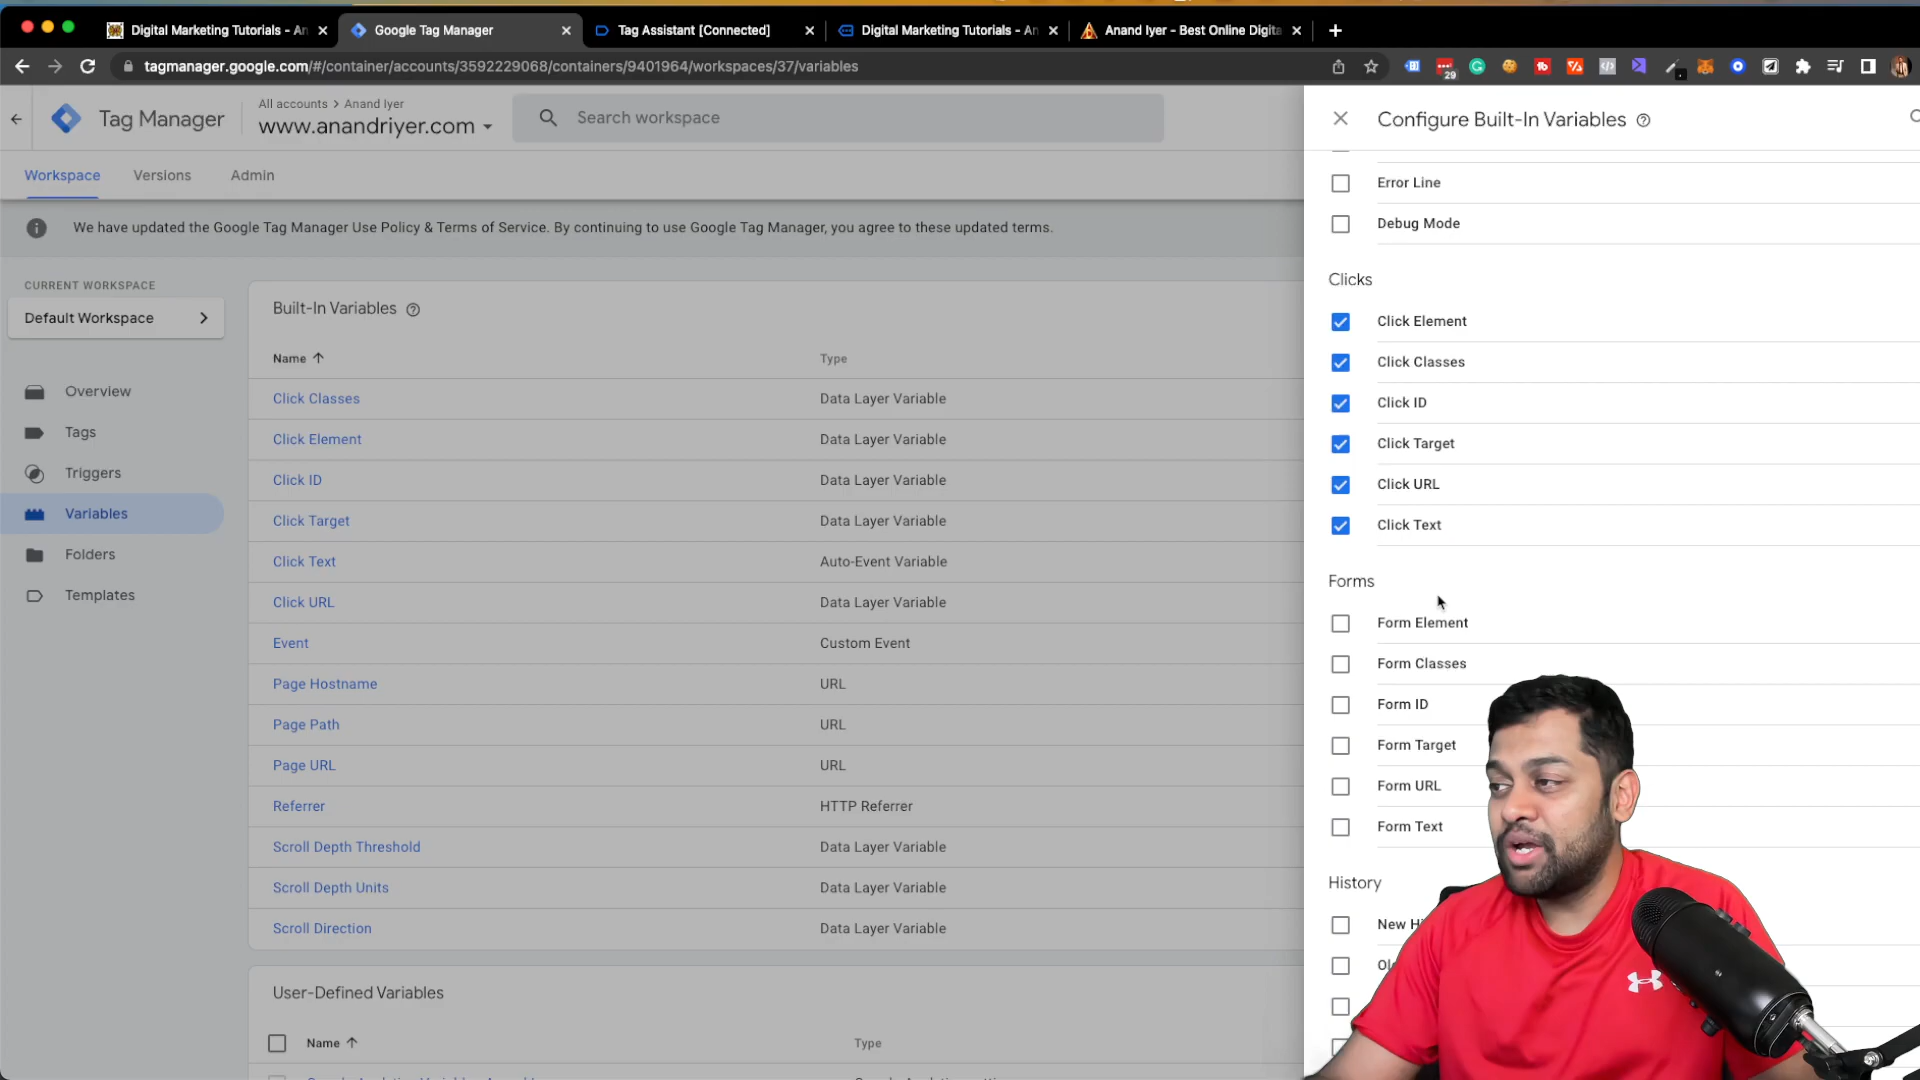 Digital Marketing Tutorials - An
Google Tag Manager
Tag Assistant [Connected]
Digital Marketing Tutorials - An
Anand Iyer - Best Online Digita
tagmanager.google.com/#/container/accounts/3592229068/containers/9401964/workspaces/37/variables
29
Tag Manager
All accounts > Anand Iyer
www.anandriyer.com
Search workspace
Workspace
Versions
Admin
We have updated the Google Tag Manager Use Policy & Terms of Service. By continuing to use Google Tag Manager, you agree to these updated terms.
CURRENT WORKSPACE
Default Workspace
Overview
Tags
Triggers
Variables
Folders
Templates
Built-In Variables
Name Type
Click Classes Data Layer Variable
Click Element Data Layer Variable
Click ID Data Layer Variable
Click Target Data Layer Variable
Click Text Auto-Event Variable
Click URL Data Layer Variable
Event Custom Event
Page Hostname URL
Page Path URL
Page URL URL
Referrer HTTP Referrer
Scroll Depth Threshold Data Layer Variable
Scroll Depth Units Data Layer Variable
Scroll Direction Data Layer Variable
User-Defined Variables
Name Type
Configure Built-In Variables
Error Line
Debug Mode
Clicks
Click Element
Click Classes
Click ID
Click Target
Click URL
Click Text
Forms
Form Element
Form Classes
Form ID
Form Target
Form URL
Form Text
History
New Hi